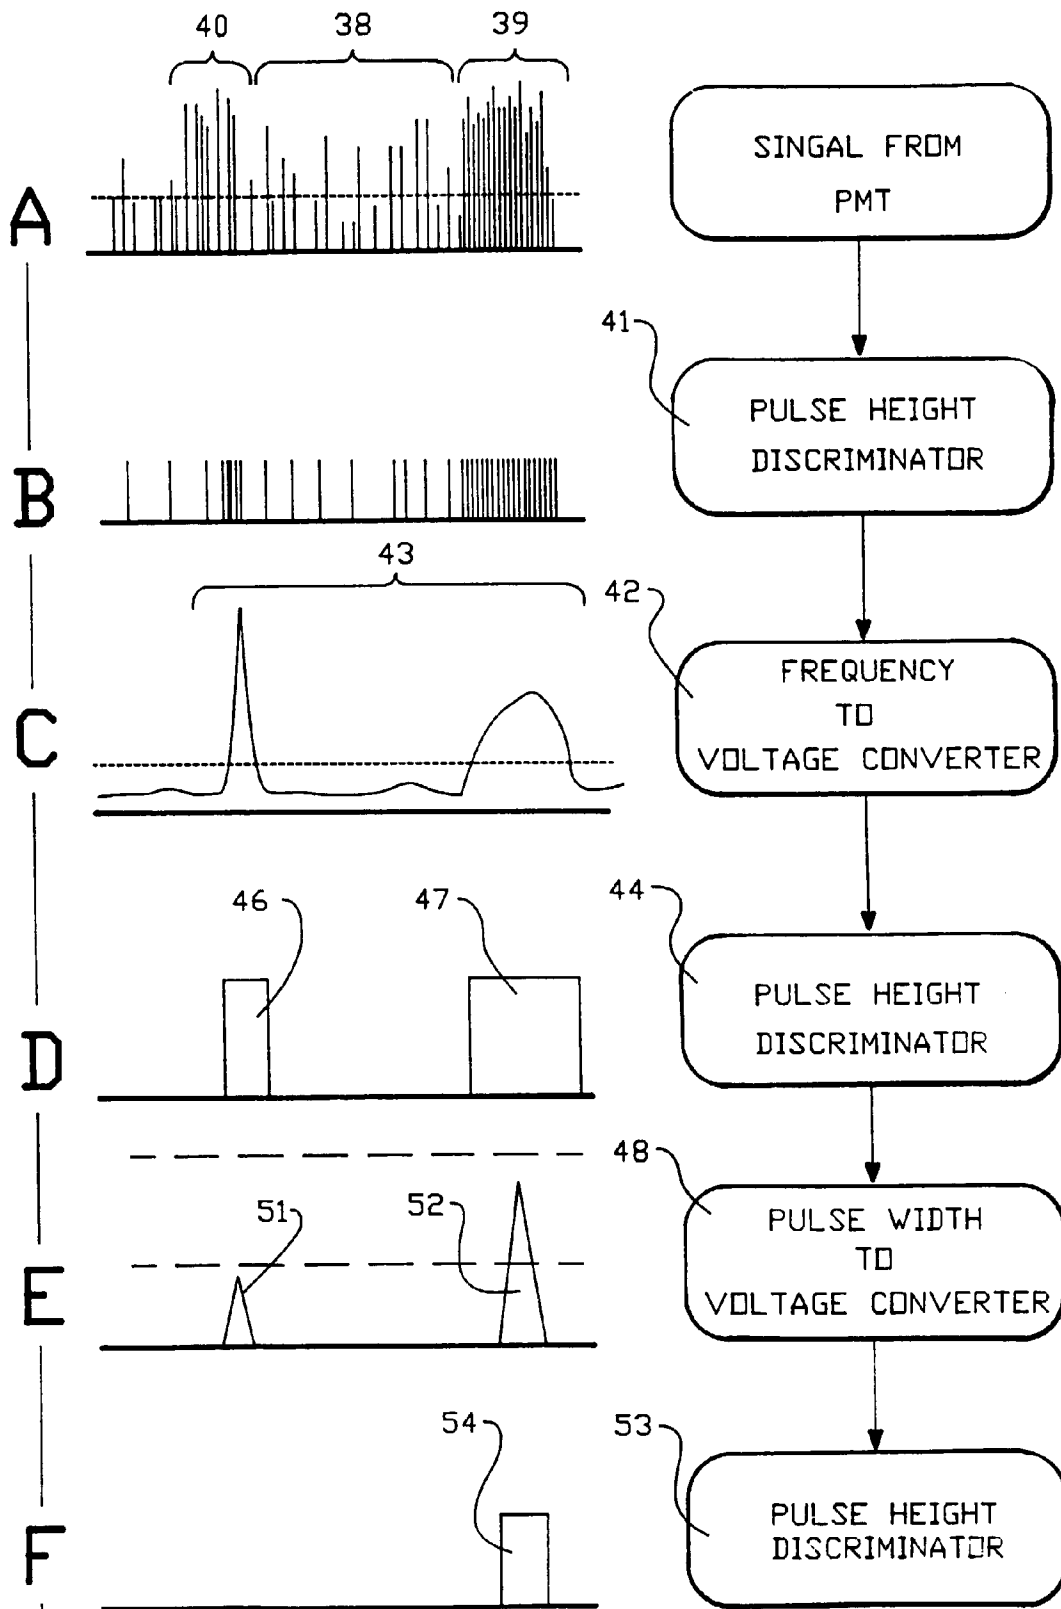 40 38 39
A
SINGAL FROM
PMT
41
PULSE HEIGHT
DISCRIMINATOR
B
43
42
FREQUENCY
TO
VOLTAGE CONVERTER
C
46 47 44
PULSE HEIGHT
DISCRIMINATOR
D
48
51 52
PULSE WIDTH
TO
VOLTAGE CONVERTER
E
54 53
PULSE HEIGHT
DISCRIMINATOR
F